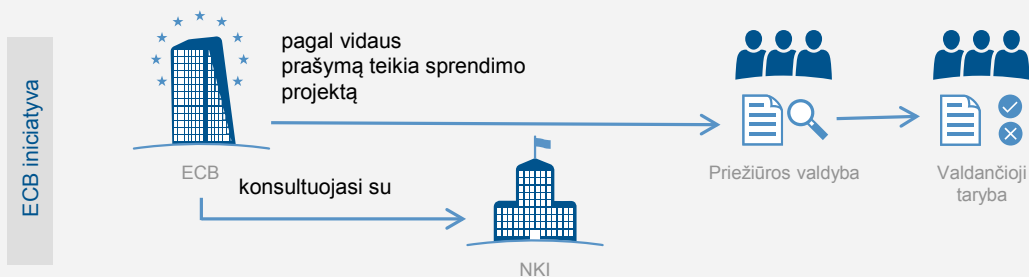 ECB iniciatyva
pagal vidaus
prašymą teikia sprendimo
projektą
ECB
konsultuojasi su
NKI
Priežiūros valdyba
Valdančioji
taryba